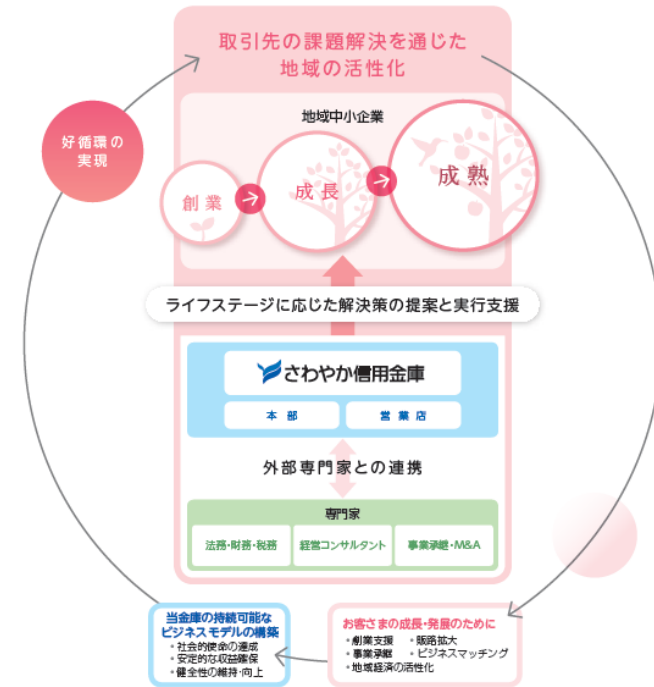 取引先の課題解決を通じた
地域の活性化
地域中小企業
好循環の
実現
創業
成長
成熟
ライフステージに応じた解決策の提案と実行支援
さわやか信用金庫
本部
営業店
外部専門家との連携
専門家
法務・財務・税務
経営コンサルタント
事業承継・M&A
当金庫の持続可能な
ビジネスモデルの構築
・社会的使命の達成
・安定的な収益確保
・健全性の維持・向上
お客さまの成長・発展のために
・創業支援 ・販路拡大
・事業承継 ・ビジネスマッチング
・地域経済の活性化